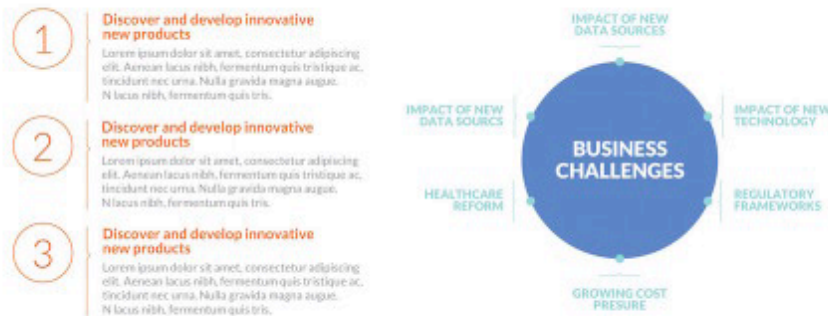 1
Discover and develop innovative
new products
Lorem ipsum dolor sit amet, consectetur adipiscing
elit. Aenean lacus nibh, fermentum quis tristique ac,
tincidunt nec urna. Nulla gravida magna augue.
N lacus nibh, fermentum quis tris.
2
Discover and develop innovative
new products
Lorem ipsum dolor sit amet, consectetur adipiscing
elit. Aenean lacus nibh, fermentum quis tristique ac,
tincidunt nec urna. Nulla gravida magna augue.
N lacus nibh, fermentum quis tris.
3
Discover and develop innovative
new products
Lorem ipsum dolor sit amet, consectetur adipiscing
elit. Aenean lacus nibh, fermentum quis tristique ac,
tincidunt nec urna. Nulla gravida magna augue.
N lacus nibh, fermentum quis tris.
IMPACT OF NEW
DATA SOURCES
IMPACT OF NEW
DATA SOURCS
IMPACT OF NEW
TECHNOLOGY
BUSINESS
CHALLENGES
HEALTHCARE
REFORM
REGULATORY
FRAMEWORKS
GROWING COST
PRESURE